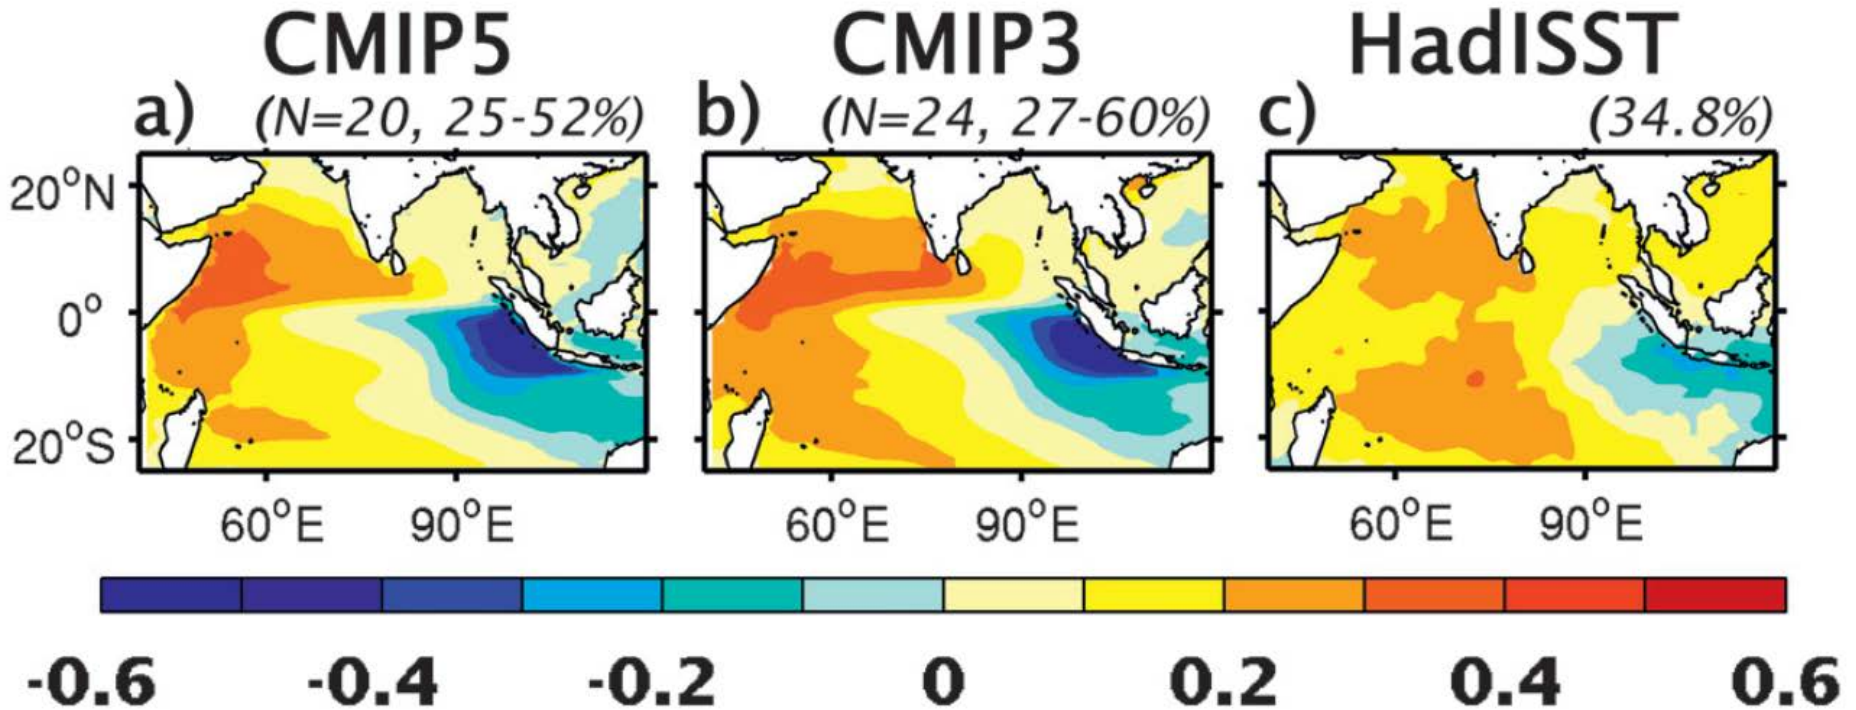 CMIP5 CMIP3 HadISST
a) (N=20, 25-52%) b) (N=24, 27-60%) c) (34.8%)
20°N
0°
20°S
60°E 90°E 60°E 90°E 60°E 90°E
-0.6 -0.4 -0.2 0 0.2 0.4 0.6